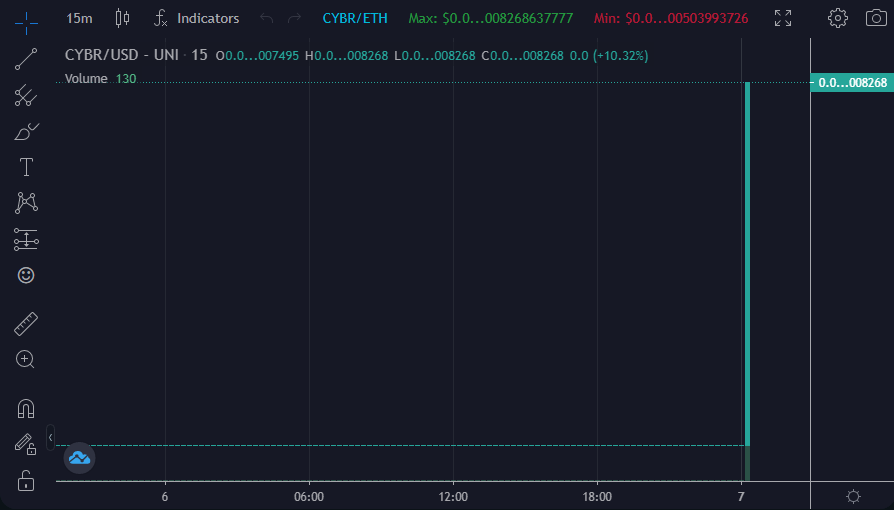 15m Indicators CYBR/ETH Max: $0.0...008268637777 Min: $0.0...00503993726
CYBR/USD - UNI · 15 O0.0...007495 H0.0...008268 L0.0...008268 C0.0...008268 0.0 (+10.32%)
Volume 130
0.0...008268
6 06:00 12:00 18:00 7